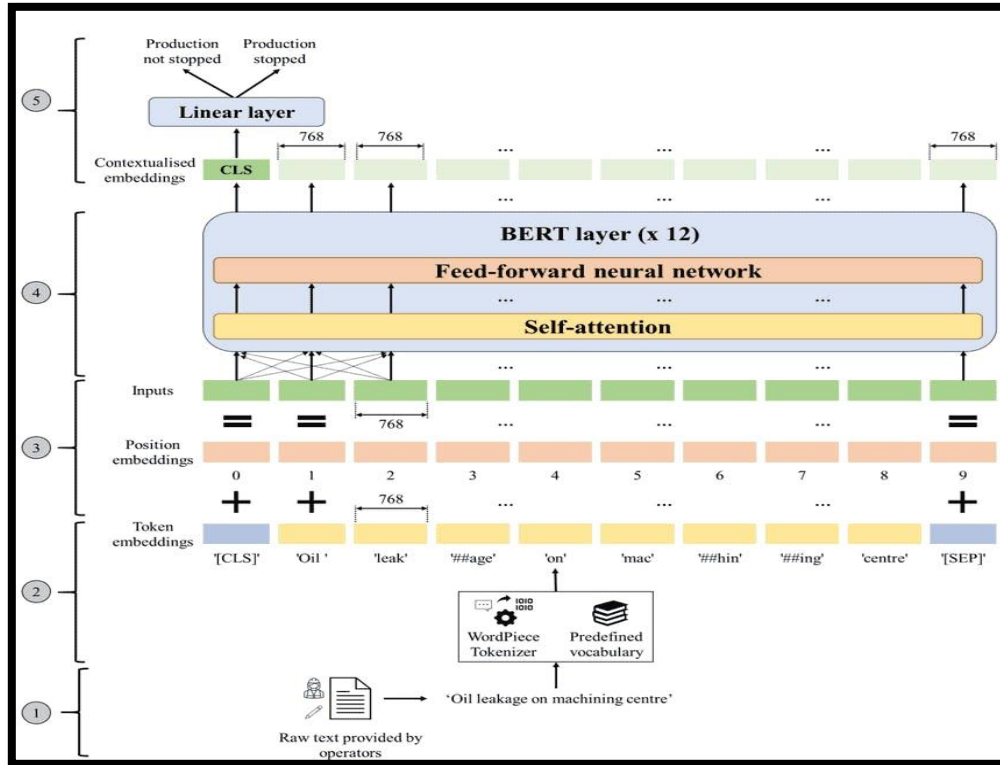 Production
not stopped
Production
stopped
5
Linear layer
768
768
...
...
...
768
Contextualised
embeddings
CLS
...
...
...
BERT layer (x 12)
Feed-forward neural network
4
...
...
...
Self-attention
...
...
...
Inputs
768
...
...
...
3
Position
embeddings
0 1 2 3 4 5 6 7 8 9
+ +
768
...
...
...
+
Token
embeddings
'[CLS]' 'Oil ' 'leak' '##age' 'on' 'mac' '##hin' '##ing' 'centre' '[SEP]'
2
1010
1010
WordPiece
Tokenizer
Predefined
vocabulary
1
'Oil leakage on machining centre'
Raw text provided by
operators